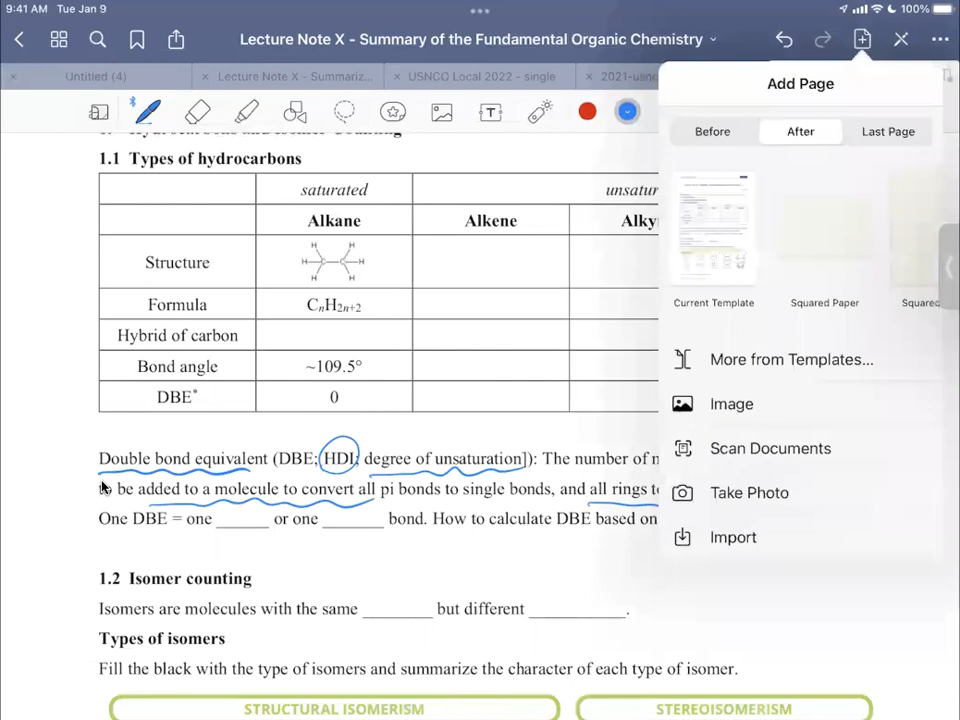 9:41 AM Tue Jan 9
100%
Lecture Note X - Summary of the Fundamental Organic Chemistry
Untitled (4)
Lecture Note X - Summariz...
USNCO Local 2022 - single
2021-usnc
Add Page
Before After Last Page
Current Template
Squared Paper
Squared
More from Templates...
Image
Scan Documents
Take Photo
Import
1.1 Types of hydrocarbons
saturated unsatur
Alkane Alkene Alky
Structure
H H
H C C H
H H
Formula CnH2n+2
Hybrid of carbon
Bond angle ~109.5°
DBE* 0
Double bond equivalent (DBE; HDI; degree of unsaturation]): The number of
to be added to a molecule to convert all pi bonds to single bonds, and all rings
One DBE = one ______ or one _______ bond. How to calculate DBE based on
1.2 Isomer counting
Isomers are molecules with the same ________ but different ___________.
Types of isomers
Fill the black with the type of isomers and summarize the character of each type of isomer.
STRUCTURAL ISOMERISM
STEREOISOMERISM